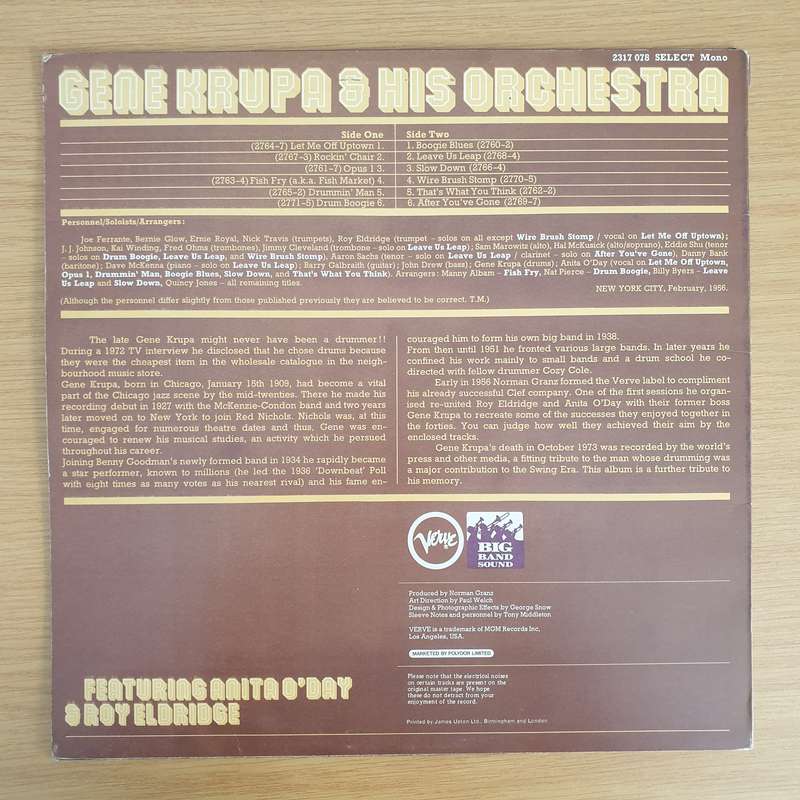 2317 078 SELECT Mono
GENE KRUPA & HIS ORCHESTRA
Side One
(2764-7) Let Me Off Uptown 1.
(2767-3) Rockin' Chair 2.
(2761-7) Opus 1 3.
(2763-4) Fish Fry (a.k.a. Fish Market) 4.
(2765-2) Drummin' Man 5.
(2771-5) Drum Boogie 6.
Side Two
1. Boogie Blues (2760-2)
2. Leave Us Leap (2768-4)
3. Slow Down (2766-4)
4. Wire Brush Stomp (2770-5)
5. That's What You Think (2762-2)
6. After You've Gone (2769-7)
Personnel/Soloists/Arrangers:
Joe Ferrante, Bernie Glow, Ernie Royal, Nick Travis (trumpets), Roy Eldridge (trumpet – solos on all except Wire Brush Stomp / vocal on Let Me Off Uptown);
J. J. Johnson, Kai Winding, Fred Ohms (trombones), Jimmy Cleveland (trombone – solo on Leave Us Leap); Sam Marowitz (alto), Hal McKusick (alto/soprano), Eddie Shu (tenor
– solos on Drum Boogie, Leave Us Leap, and Wire Brush Stomp). Aaron Sachs (tenor – solo on Leave Us Leap / clarinet – solo on After You've Gone), Danny Bank
(baritone); Dave McKenna (piano – solo on Leave Us Leap); Barry Galbraith (guitar); John Drew (bass); Gene Krupa (drums); Anita O'Day (vocal on Let Me Off Uptown,
Opus 1, Drummin' Man, Boogie Blues, Slow Down, and That's What You Think). Arrangers: Manny Albam – Fish Fry, Nat Pierce – Drum Boogie, Billy Byers – Leave
Us Leap and Slow Down, Quincy Jones – all remaining titles.
NEW YORK CITY, February, 1956.
(Although the personnel differ slightly from those published previously they are believed to be correct. T.M.)
The late Gene Krupa might never have been a drummer!!
During a 1972 TV interview he disclosed that he chose drums because
they were the cheapest item in the wholesale catalogue in the neigh-
bourhood music store.
Gene Krupa, born in Chicago, January 15th 1909, had become a vital
part of the Chicago jazz scene by the mid-twenties. There he made his
recording debut in 1927 with the McKenzie-Condon band and two years
later moved on to New York to join Red Nichols. Nichols was, at this
time, engaged for numerous theatre dates and thus, Gene was en-
couraged to renew his musical studies, an activity which he persued
throughout his career.
Joining Benny Goodman's newly formed band in 1934 he rapidly became
a star performer, known to millions (he led the 1936 'Downbeat' Poll
with eight times as many votes as his nearest rival) and his fame en-
couraged him to form his own big band in 1938.
From then until 1951 he fronted various large bands. In later years he
confined his work mainly to small bands and a drum school he co-
directed with fellow drummer Cozy Cole.
Early in 1956 Norman Granz formed the Verve label to compliment
his already successful Clef company. One of the first sessions he organ-
ised re-united Roy Eldridge and Anita O'Day with their former boss
Gene Krupa to recreate some of the successes they enjoyed together in
the forties. You can judge how well they achieved their aim by the
enclosed tracks.
Gene Krupa's death in October 1973 was recorded by the world's
press and other media, a fitting tribute to the man whose drumming was
a major contribution to the Swing Era. This album is a further tribute to
his memory.
Verve
BIG
BAND
SOUND
Produced by Norman Granz
Art Direction by Paul Welch
Design & Photographic Effects by George Snow
Sleeve Notes and personnel by Tony Middleton
VERVE is a trademark of MGM Records Inc,
Los Angeles, USA.
MARKETED BY POLYDOR LIMITED
Please note that the electrical noises
on certain tracks are present on the
original master tape. We hope
these do not detract from your
enjoyment of the record.
Printed by James Upton Ltd., Birmingham and London
FEATURING ANITA O'DAY
& ROY ELDRIDGE